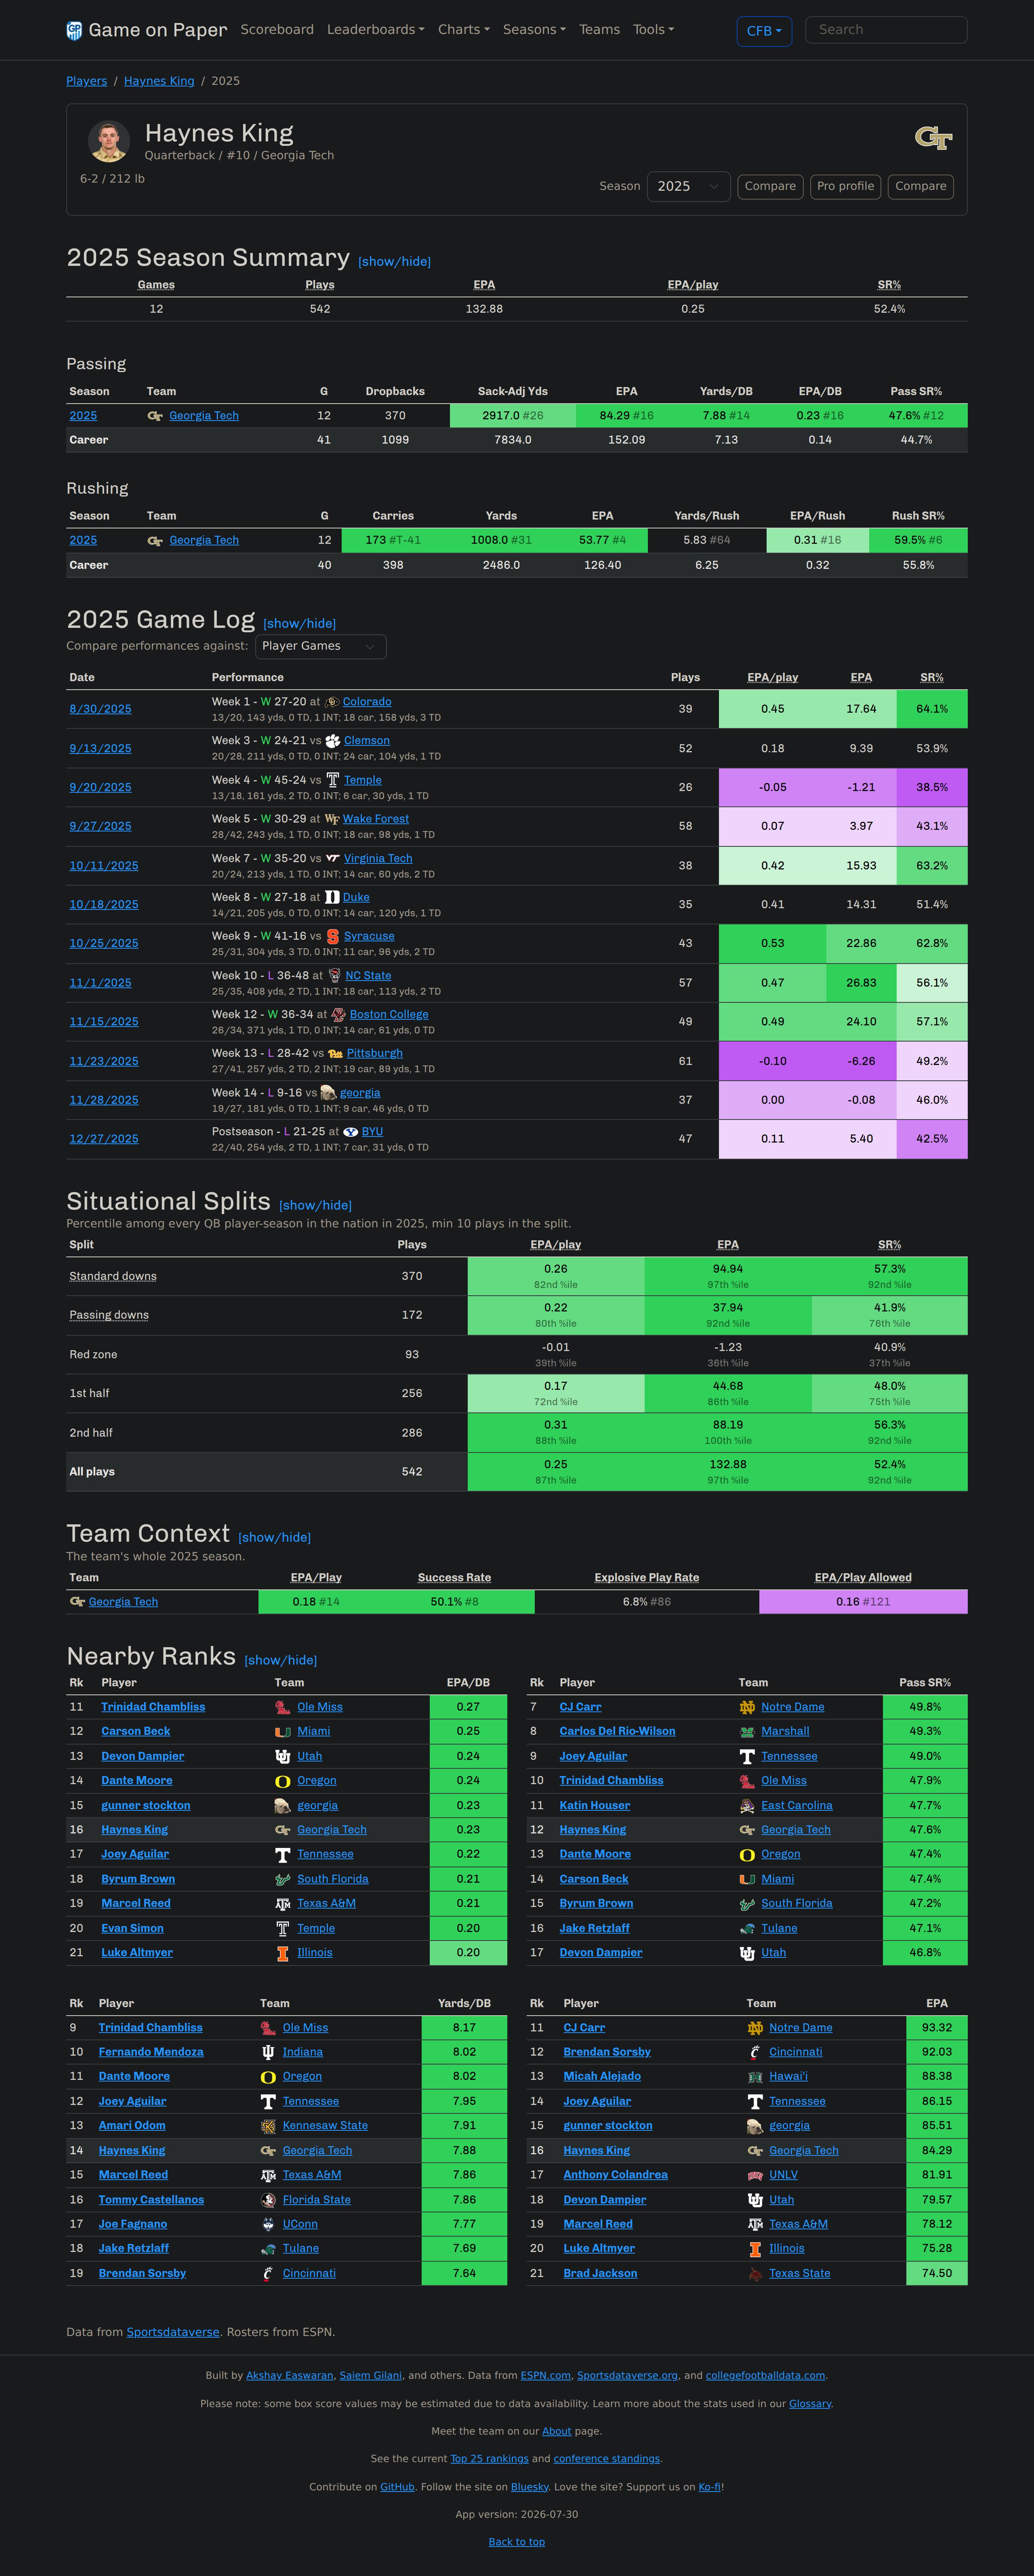 Game on Paper Scoreboard Leaderboards Charts Seasons Teams Tools CFB Search
Players / Haynes King / 2025
Haynes King
Quarterback / #10 / Georgia Tech
6-2 / 212 lb
Season 2025 Compare Pro profile Compare
2025 Season Summary [show/hide]
Games Plays EPA EPA/play SR%
12 542 132.88 0.25 52.4%
Passing
Season Team G Dropbacks Sack-Adj Yds EPA Yards/DB EPA/DB Pass SR%
2025 Georgia Tech 12 370 2917.0 #26 84.29 #16 7.88 #14 0.23 #16 47.6% #12
Career 41 1099 7834.0 152.09 7.13 0.14 44.7%
Rushing
Season Team G Carries Yards EPA Yards/Rush EPA/Rush Rush SR%
2025 Georgia Tech 12 173 #T-41 1008.0 #31 53.77 #4 5.83 #64 0.31 #16 59.5% #6
Career 40 398 2486.0 126.40 6.25 0.32 55.8%
2025 Game Log [show/hide]
Compare performances against: Player Games
Date Performance Plays EPA/play EPA SR%
8/30/2025 Week 1 - W 27-20 at Colorado 39 0.45 17.64 64.1%
13/20, 143 yds, 0 TD, 1 INT; 18 car, 158 yds, 3 TD
9/13/2025 Week 3 - W 24-21 vs Clemson 52 0.18 9.39 53.9%
20/28, 211 yds, 0 TD, 0 INT; 24 car, 104 yds, 1 TD
9/20/2025 Week 4 - W 45-24 vs Temple 26 -0.05 -1.21 38.5%
13/18, 161 yds, 2 TD, 0 INT; 6 car, 30 yds, 1 TD
9/27/2025 Week 5 - W 30-29 at Wake Forest 58 0.07 3.97 43.1%
28/42, 243 yds, 1 TD, 0 INT; 18 car, 98 yds, 1 TD
10/11/2025 Week 7 - W 35-20 vs Virginia Tech 38 0.42 15.93 63.2%
20/24, 213 yds, 1 TD, 0 INT; 14 car, 60 yds, 2 TD
10/18/2025 Week 8 - W 27-18 at Duke 35 0.41 14.31 51.4%
14/21, 205 yds, 0 TD, 0 INT; 14 car, 120 yds, 1 TD
10/25/2025 Week 9 - W 41-16 vs Syracuse 43 0.53 22.86 62.8%
25/31, 304 yds, 3 TD, 0 INT; 11 car, 96 yds, 2 TD
11/1/2025 Week 10 - L 36-48 at NC State 57 0.47 26.83 56.1%
25/35, 408 yds, 2 TD, 1 INT; 18 car, 113 yds, 2 TD
11/15/2025 Week 12 - W 36-34 at Boston College 49 0.49 24.10 57.1%
26/34, 371 yds, 1 TD, 0 INT; 14 car, 61 yds, 0 TD
11/23/2025 Week 13 - L 28-42 vs Pittsburgh 61 -0.10 -6.26 49.2%
27/41, 257 yds, 2 TD, 2 INT; 19 car, 89 yds, 1 TD
11/28/2025 Week 14 - L 9-16 vs georgia 37 0.00 -0.08 46.0%
19/27, 181 yds, 0 TD, 1 INT; 9 car, 46 yds, 0 TD
12/27/2025 Postseason - L 21-25 at BYU 47 0.11 5.40 42.5%
22/40, 254 yds, 2 TD, 1 INT; 7 car, 31 yds, 0 TD
Situational Splits [show/hide]
Percentile among every QB player-season in the nation in 2025, min 10 plays in the split.
Split Plays EPA/play EPA SR%
Standard downs 370 0.26 94.94 57.3%
82nd %ile 97th %ile 92nd %ile
Passing downs 172 0.22 37.94 41.9%
80th %ile 92nd %ile 76th %ile
Red zone 93 -0.01 -1.23 40.9%
39th %ile 36th %ile 37th %ile
1st half 256 0.17 44.68 48.0%
72nd %ile 86th %ile 75th %ile
2nd half 286 0.31 88.19 56.3%
88th %ile 100th %ile 92nd %ile
All plays 542 0.25 132.88 52.4%
87th %ile 97th %ile 92nd %ile
Team Context [show/hide]
The team's whole 2025 season.
Team EPA/Play Success Rate Explosive Play Rate EPA/Play Allowed
Georgia Tech 0.18 #14 50.1% #8 6.8% #86 0.16 #121
Nearby Ranks [show/hide]
Rk Player Team EPA/DB
11 Trinidad Chambliss Ole Miss 0.27
12 Carson Beck Miami 0.25
13 Devon Dampier Utah 0.24
14 Dante Moore Oregon 0.24
15 gunner stockton georgia 0.23
16 Haynes King Georgia Tech 0.23
17 Joey Aguilar Tennessee 0.22
18 Byrum Brown South Florida 0.21
19 Marcel Reed Texas A&M 0.21
20 Evan Simon Temple 0.20
21 Luke Altmyer Illinois 0.20
Rk Player Team Pass SR%
7 CJ Carr Notre Dame 49.8%
8 Carlos Del Rio-Wilson Marshall 49.3%
9 Joey Aguilar Tennessee 49.0%
10 Trinidad Chambliss Ole Miss 47.9%
11 Katin Houser East Carolina 47.7%
12 Haynes King Georgia Tech 47.6%
13 Dante Moore Oregon 47.4%
14 Carson Beck Miami 47.4%
15 Byrum Brown South Florida 47.2%
16 Jake Retzlaff Tulane 47.1%
17 Devon Dampier Utah 46.8%
Rk Player Team Yards/DB
9 Trinidad Chambliss Ole Miss 8.17
10 Fernando Mendoza Indiana 8.02
11 Dante Moore Oregon 8.02
12 Joey Aguilar Tennessee 7.95
13 Amari Odom Kennesaw State 7.91
14 Haynes King Georgia Tech 7.88
15 Marcel Reed Texas A&M 7.86
16 Tommy Castellanos Florida State 7.86
17 Joe Fagnano UConn 7.77
18 Jake Retzlaff Tulane 7.69
19 Brendan Sorsby Cincinnati 7.64
Rk Player Team EPA
11 CJ Carr Notre Dame 93.32
12 Brendan Sorsby Cincinnati 92.03
13 Micah Alejado Hawai'i 88.38
14 Joey Aguilar Tennessee 86.15
15 gunner stockton georgia 85.51
16 Haynes King Georgia Tech 84.29
17 Anthony Colandrea UNLV 81.91
18 Devon Dampier Utah 79.57
19 Marcel Reed Texas A&M 78.12
20 Luke Altmyer Illinois 75.28
21 Brad Jackson Texas State 74.50
Data from Sportsdataverse. Rosters from ESPN.
Built by Akshay Easwaran, Saiem Gilani, and others. Data from ESPN.com, Sportsdataverse.org, and collegefootballdata.com.
Please note: some box score values may be estimated due to data availability. Learn more about the stats used in our Glossary.
Meet the team on our About page.
See the current Top 25 rankings and conference standings.
Contribute on GitHub. Follow the site on Bluesky. Love the site? Support us on Ko-fi!
App version: 2026-07-30
Back to top